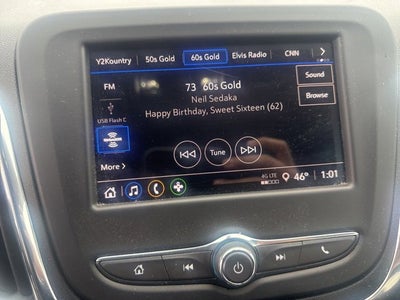 Y2Kountry 50s Gold 60s Gold Elvis Radio CNN
FM 73 60s Gold Sound
Neil Sedaka
USB Flash C Happy Birthday, Sweet Sixteen (62) Browse
Tune
More
4G LTE 46° 1:01